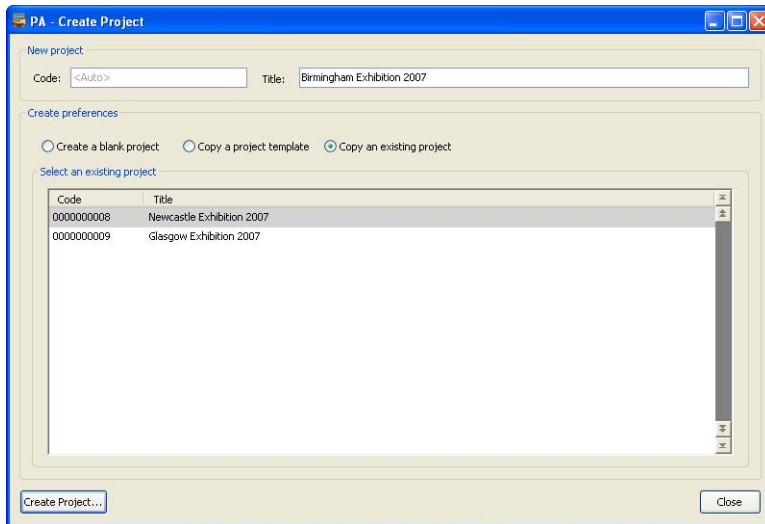 PA - Create Project
New project
Code: <Auto> Title: Birmingham Exhibition 2007
Create preferences
Create a blank project Copy a project template Copy an existing project
Select an existing project
Code Title
0000000008 Newcastle Exhibition 2007
0000000009 Glasgow Exhibition 2007
Create Project... Close